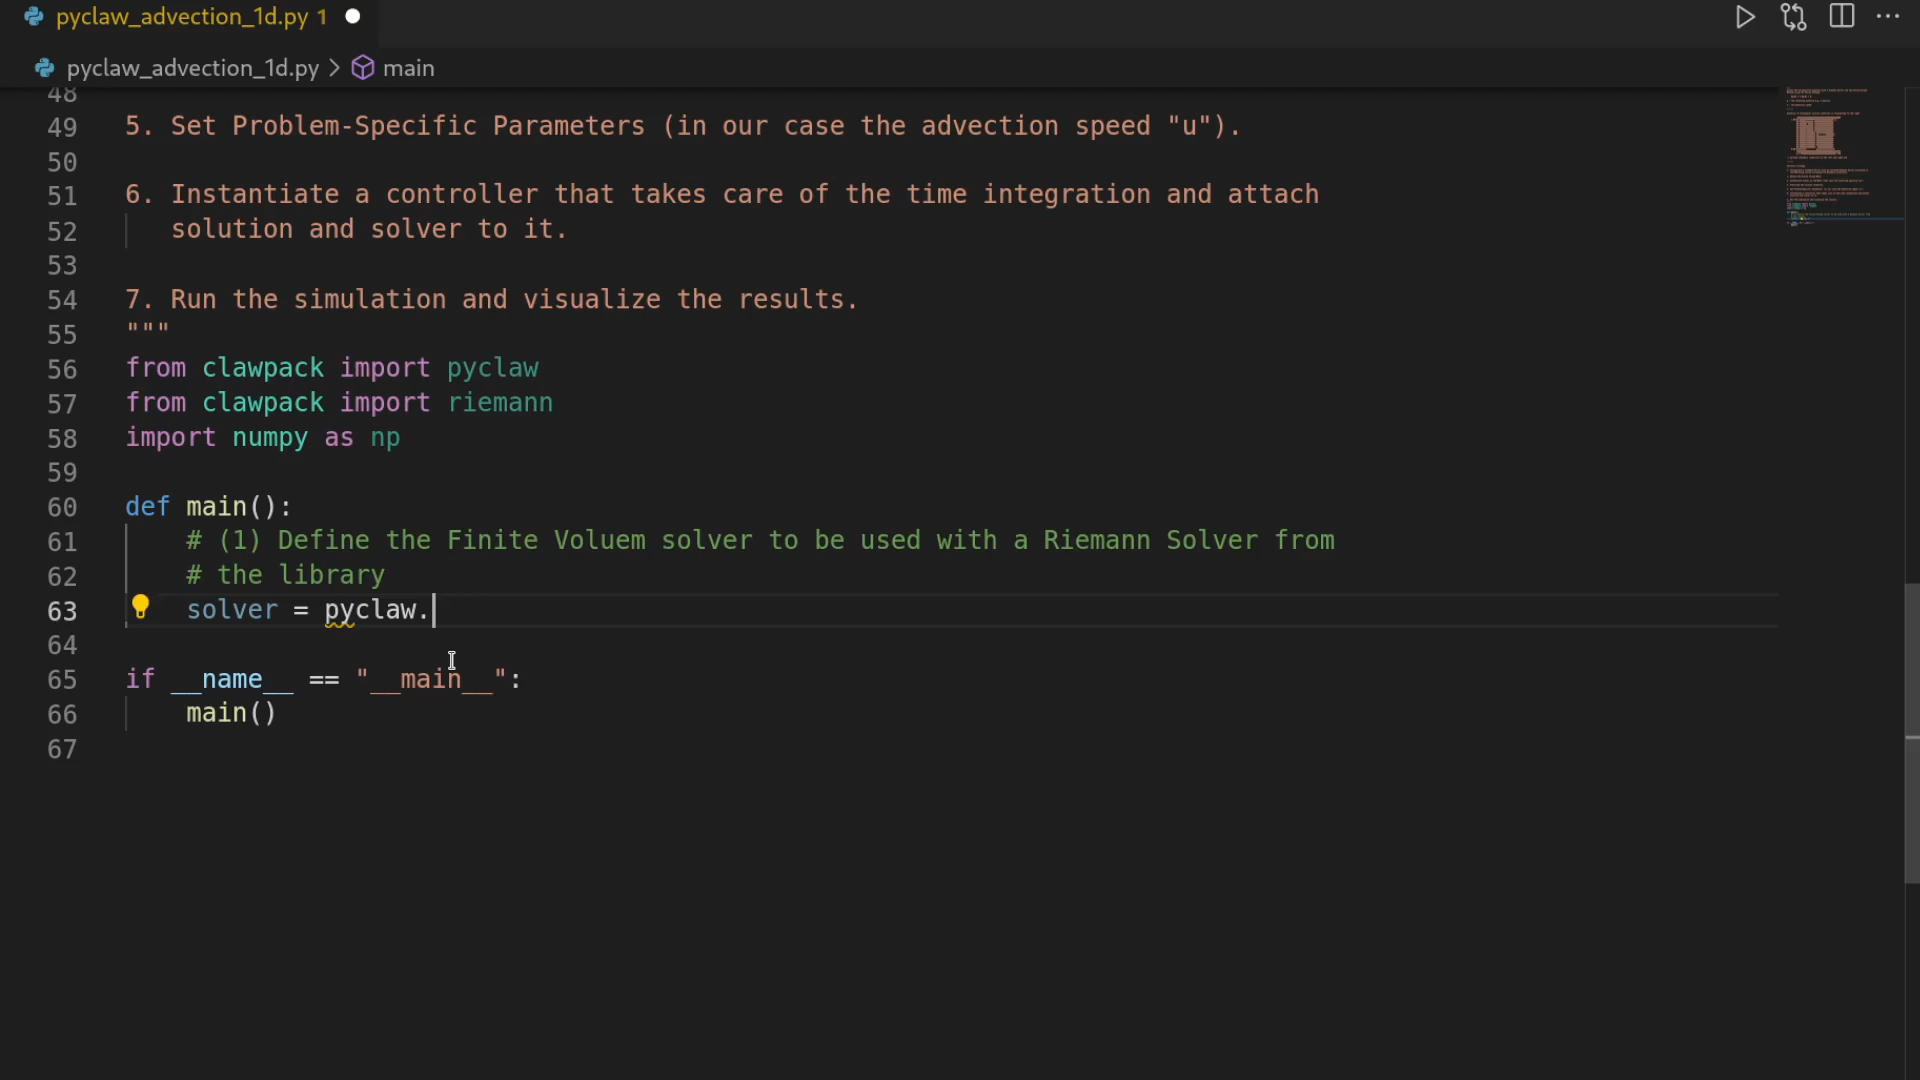 pyclaw_advection_1d.py 1
pyclaw_advection_1d.py > main
48
49 5. Set Problem-Specific Parameters (in our case the advection speed "u").
50
51 6. Instantiate a controller that takes care of the time integration and attach
52 solution and solver to it.
53
54 7. Run the simulation and visualize the results.
55 """
56 from clawpack import pyclaw
57 from clawpack import riemann
58 import numpy as np
59
60 def main():
61 # (1) Define the Finite Voluem solver to be used with a Riemann Solver from
62 # the library
63 solver = pyclaw.
64
65 if __name__ == "__main__":
66 main()
67